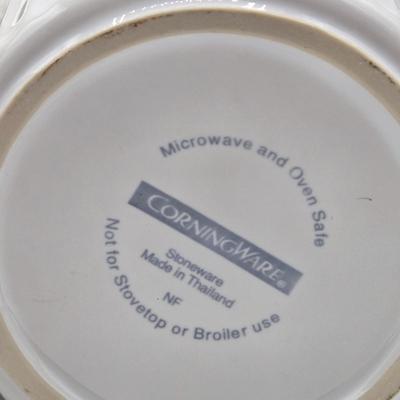 Microwave and Oven Safe
CORNINGWARE®
Stoneware
Made in Thailand
NF
Not for Stovetop or Broiler use